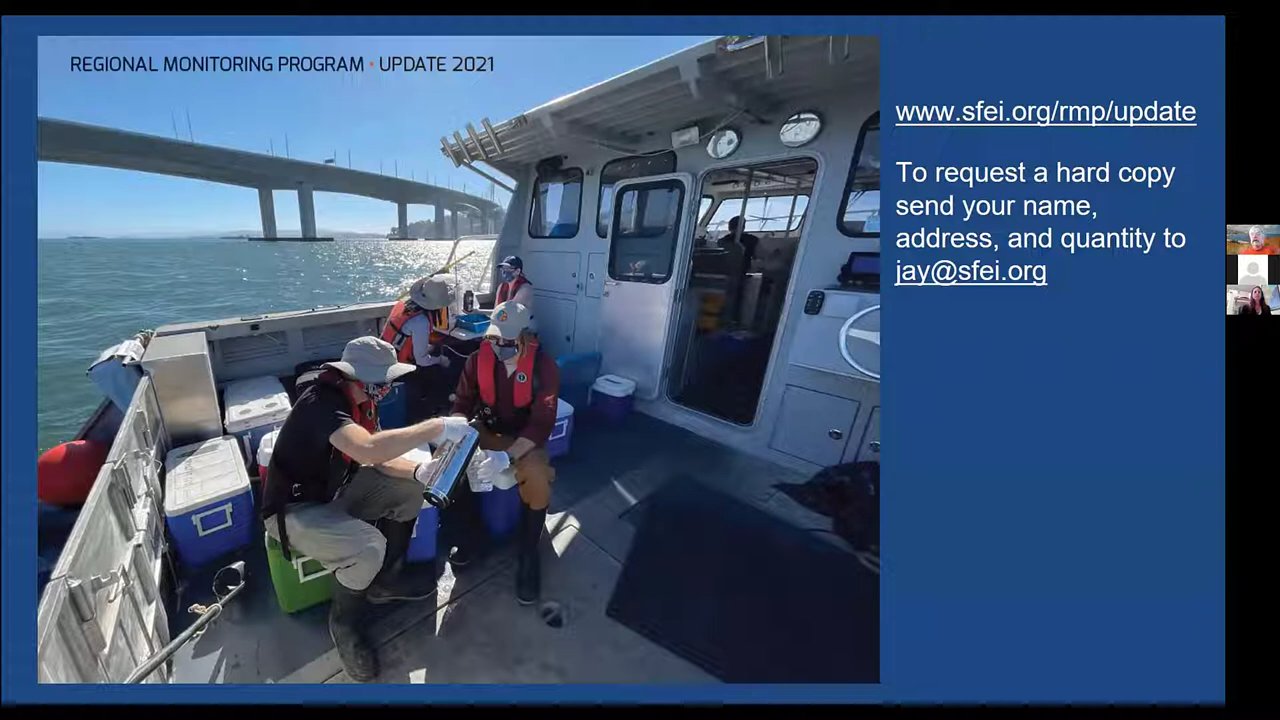 REGIONAL MONITORING PROGRAM • UPDATE 2021
www.sfei.org/rmp/update
To request a hard copy
send your name,
address, and quantity to
jay@sfei.org